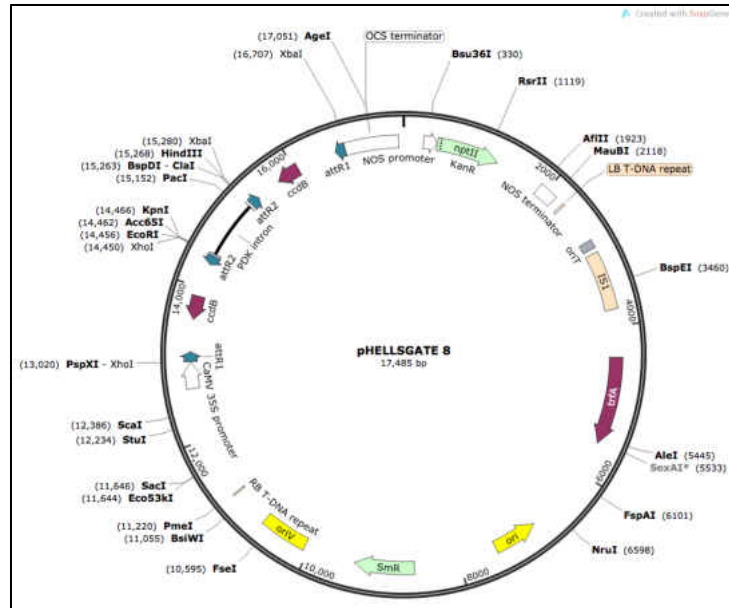 Created with SnapGene
(17,051) AgeI
(16,707) XbaI
OCS terminator
Bsu36I (330)
RsrII (1119)
AflII (1923)
MauBI (2118)
LB T-DNA repeat
BspEI (3460)
AleI (5445)
SexAI* (5533)
FspAI (6101)
NruI (6598)
(15,280) XbaI
(15,268) HindIII
(15,263) BspDI - ClaI
(15,152) PacI
(14,466) KpnI
(14,462) Acc65I
(14,456) EcoRI
(14,450) XhoI
(13,020) PspXI - XhoI
(12,386) ScaI
(12,234) StuI
(11,646) SacI
(11,644) Eco53kI
(11,220) PmeI
(11,055) BsiWI
(10,595) FseI
NOS promoter
nptII
KanR
NOS terminator
oriT
IS1
trfA
ori
SmR
oriV
RB T-DNA repeat
CaMV 35S promoter
attR1
ccdB
attR2
PDK intron
attR2
ccdB
attR1
2000
4000
6000
8000
10,000
12,000
14,000
16,000
pHELLSGATE 8
17,485 bp